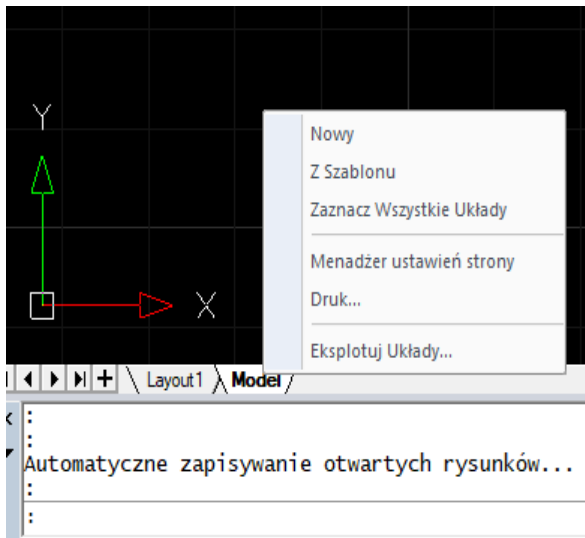 Y
X
Nowy
Z Szablonu
Zaznacz Wszystkie Układy
Menadżer ustawień strony
Druk...
Eksplotuj Układy...
Layout1 Model
:
:
Automatyczne zapisywanie otwartych rysunków...
:
: